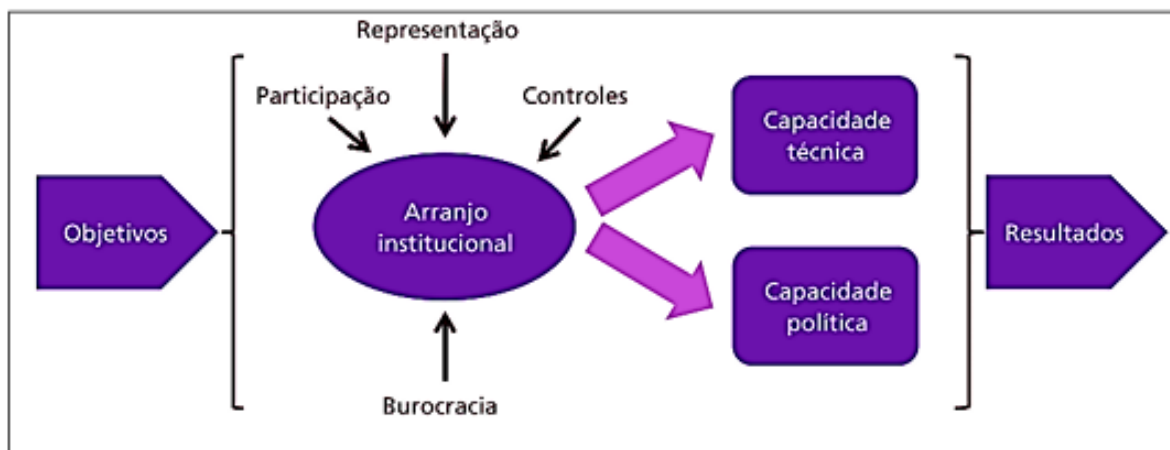 Representação
Participação
Controles
Objetivos
Arranjo
institucional
Burocracia
Capacidade
técnica
Capacidade
política
Resultados